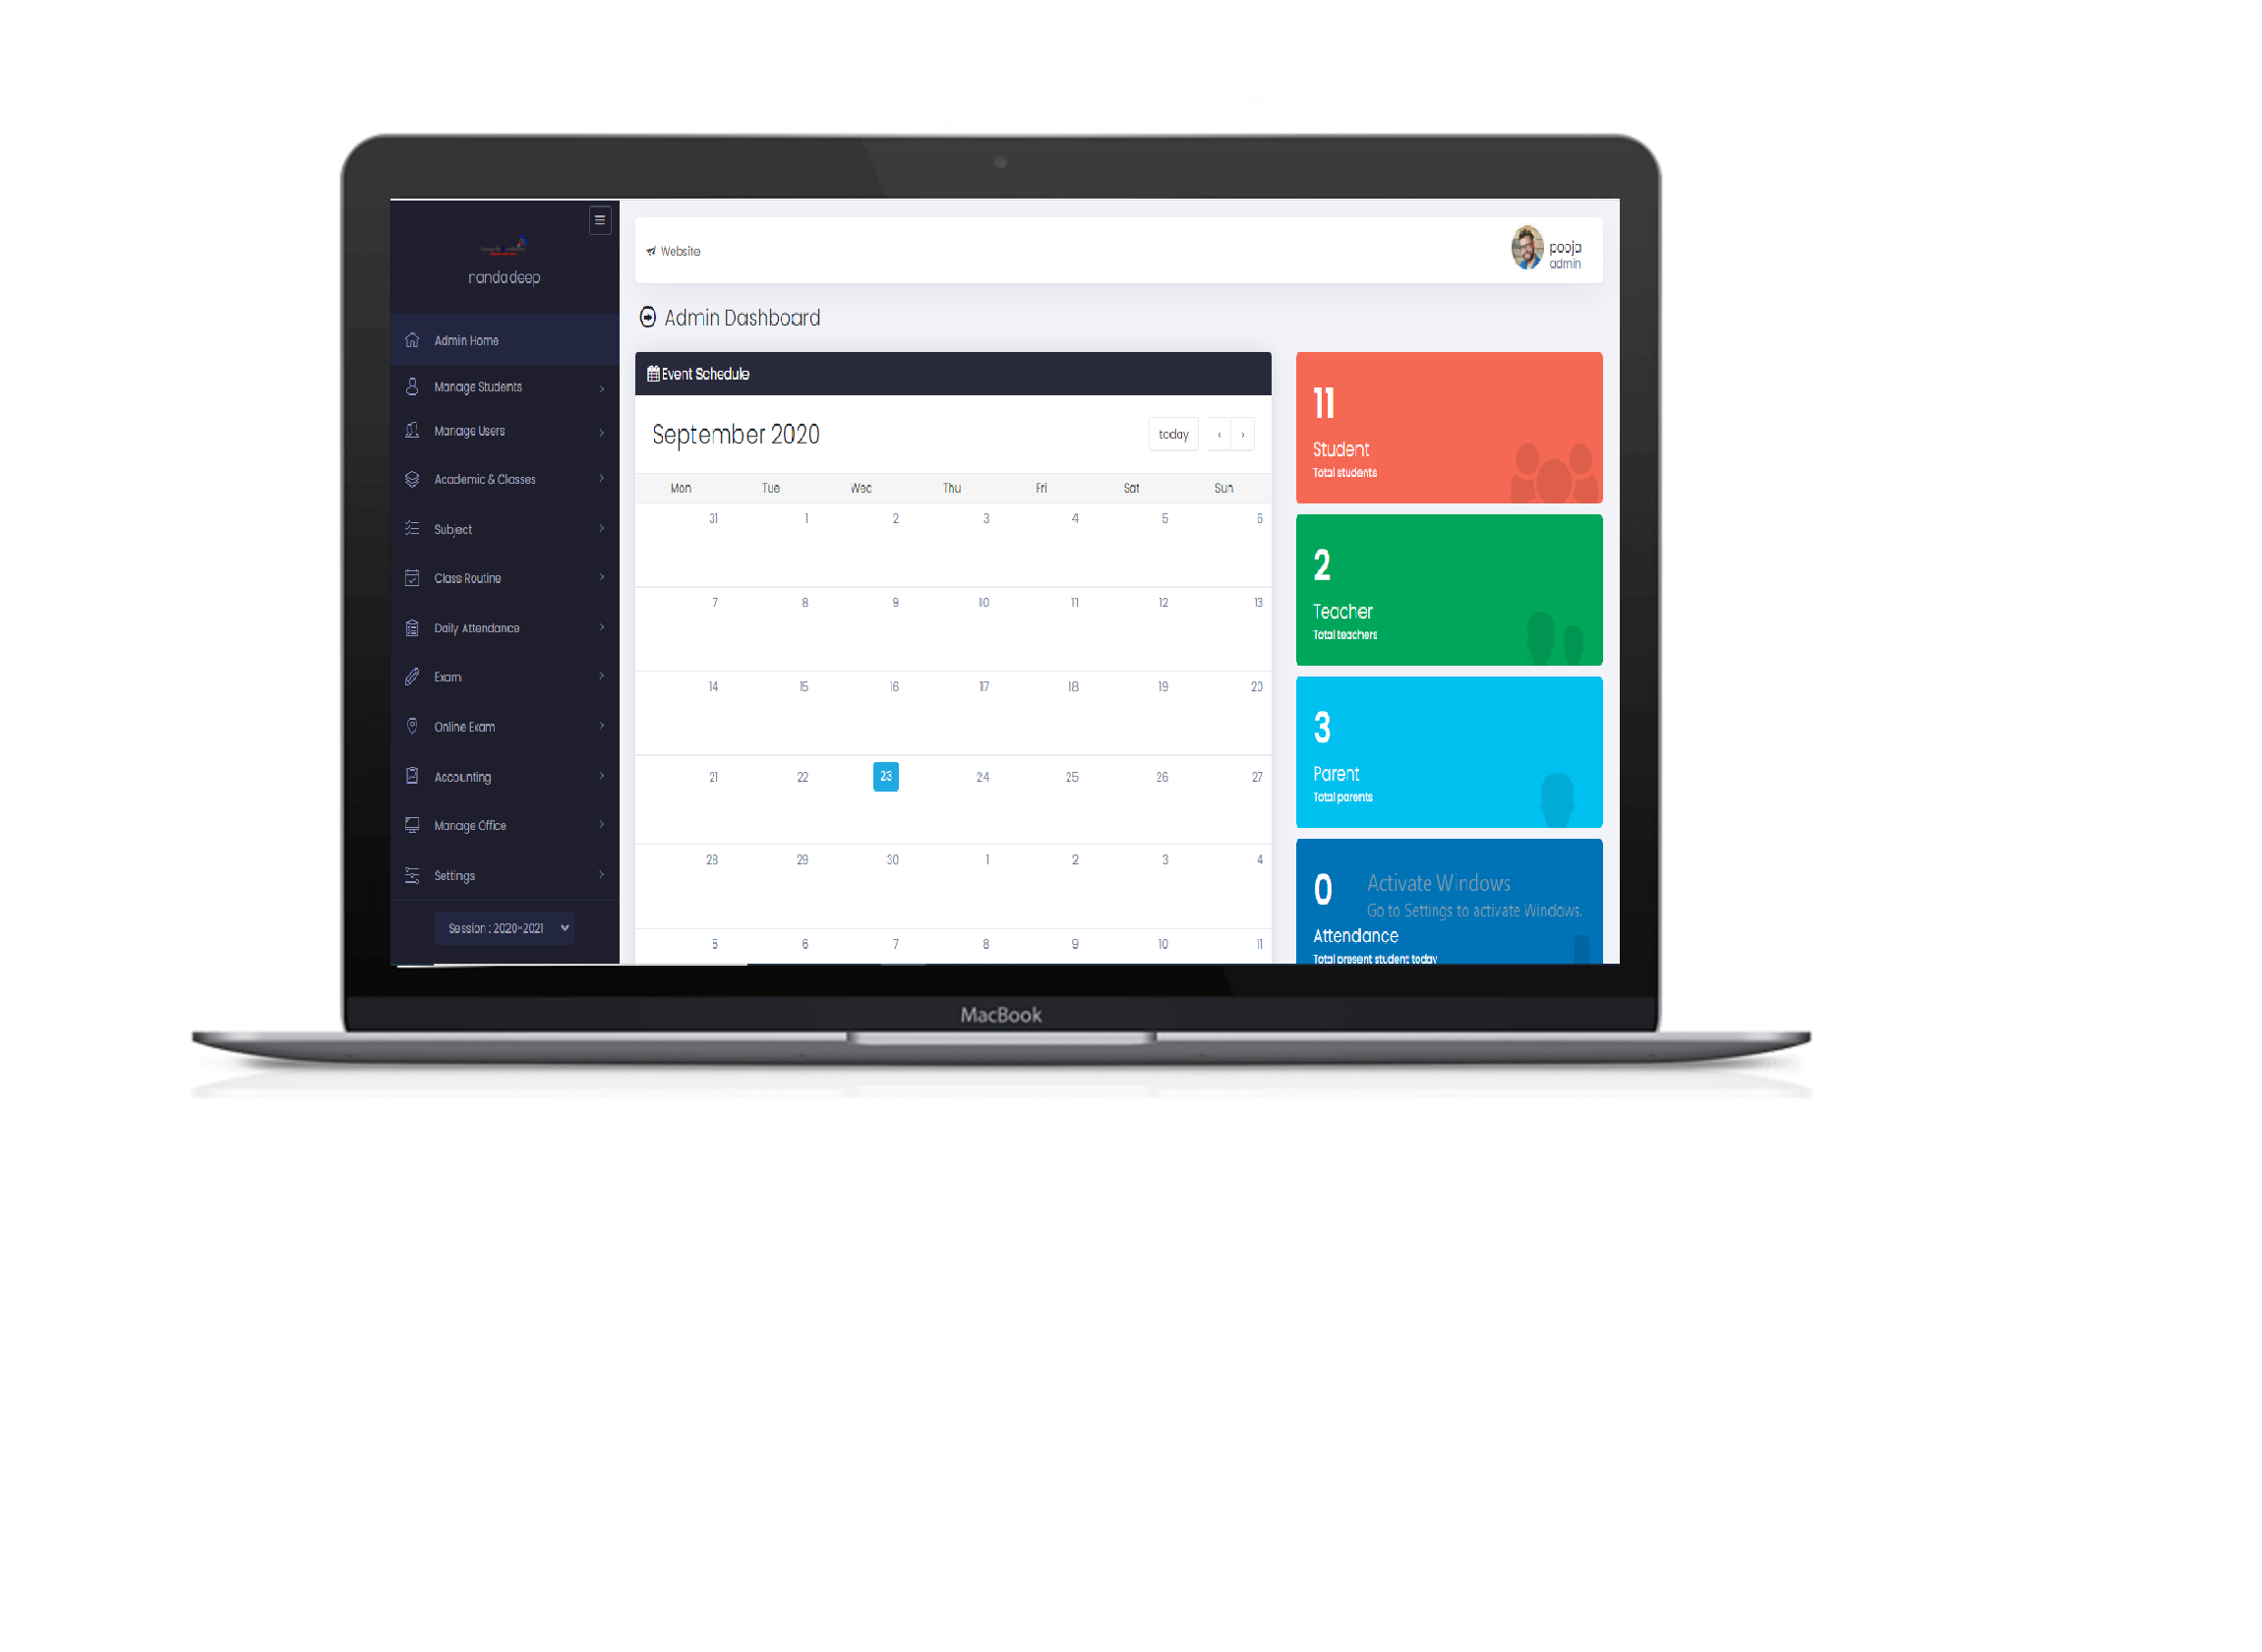 nandadeep
Admin Home
Manage Students
Manage Users
Academic & Classes
Subject
Class Routine
Daily Attendance
Exam
Online Exam
Accounting
Manage Office
Settings
Session : 2020-2021
Website
pooja
admin
Admin Dashboard
Event Schedule
September 2020
today
Mon Tue Wed Thu Fri Sat Sun
31 1 2 3 4 5 6
7 8 9 10 11 12 13
14 15 16 17 18 19 20
21 22 23 24 25 26 27
28 29 30 1 2 3 4
5 6 7 8 9 10 11
11
Student
Total students
2
Teacher
Total teachers
3
Parent
Total parents
0
Activate Windows
Go to Settings to activate Windows.
Attendance
Total present student today
MacBook